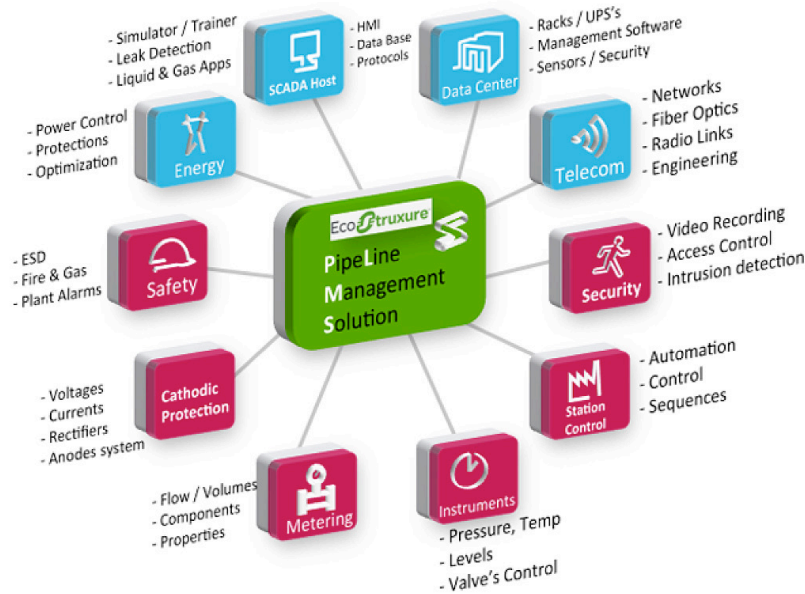 - Simulator / Trainer
- Leak Detection
- Liquid & Gas Apps
SCADA Host
- HMI
- Data Base
- Protocols
Data Center
- Racks / UPS's
- Management Software
- Sensors / Security
- Power Control
- Protections
- Optimization
Energy
Telecom
- Networks
- Fiber Optics
- Radio Links
- Engineering
EcoStruxure
PipeLine
Management
Solution
- ESD
- Fire & Gas
- Plant Alarms
Safety
Security
- Video Recording
- Access Control
- Intrusion detection
- Voltages
- Currents
- Rectifiers
- Anodes system
Cathodic
Protection
Station
Control
- Automation
- Control
- Sequences
- Flow / Volumes
- Components
- Properties
Metering
Instruments
- Pressure, Temp
- Levels
- Valve's Control